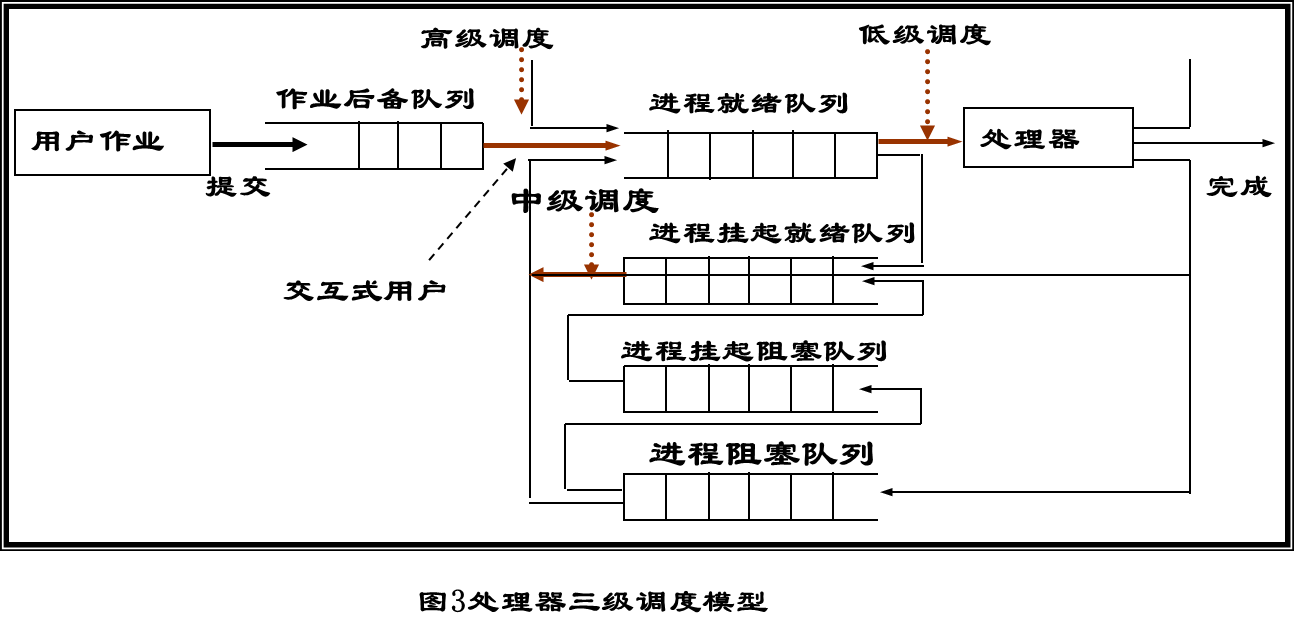 高级调度
低级调度
作业后备队列
进程就绪队列
用户作业
处理器
提交
中级调度
完成
进程挂起就绪队列
交互式用户
进程挂起阻塞队列
进程阻塞队列
图3处理器三级调度模型